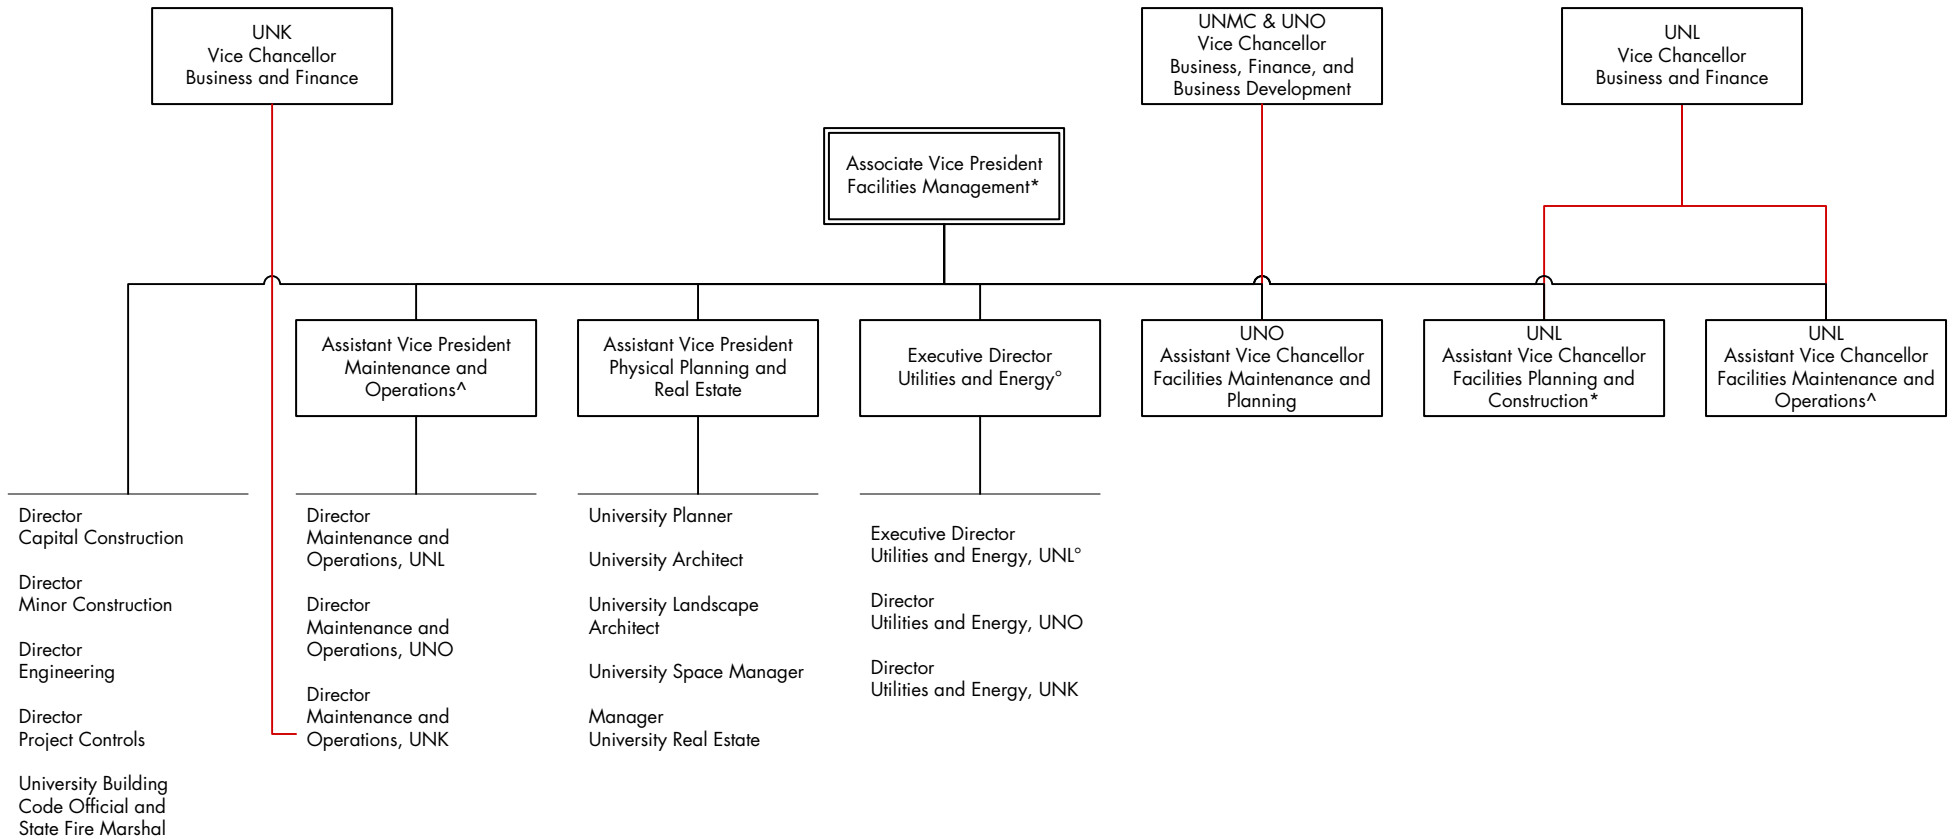 UNK
Vice Chancellor
Business and Finance
UNMC & UNO
Vice Chancellor
Business, Finance, and
Business Development
UNL
Vice Chancellor
Business and Finance
Associate Vice President
Facilities Management*
Assistant Vice President
Maintenance and
Operations^
Assistant Vice President
Physical Planning and
Real Estate
Executive Director
Utilities and Energy°
UNO
Assistant Vice Chancellor
Facilities Maintenance and
Planning
UNL
Assistant Vice Chancellor
Facilities Planning and
Construction*
UNL
Assistant Vice Chancellor
Facilities Maintenance and
Operations^
Director
Capital Construction
Director
Minor Construction
Director
Engineering
Director
Project Controls
University Building
Code Official and
State Fire Marshal
Director
Maintenance and
Operations, UNL
Director
Maintenance and
Operations, UNO
Director
Maintenance and
Operations, UNK
University Planner
University Architect
University Landscape
Architect
University Space Manager
Manager
University Real Estate
Executive Director
Utilities and Energy, UNL°
Director
Utilities and Energy, UNO
Director
Utilities and Energy, UNK